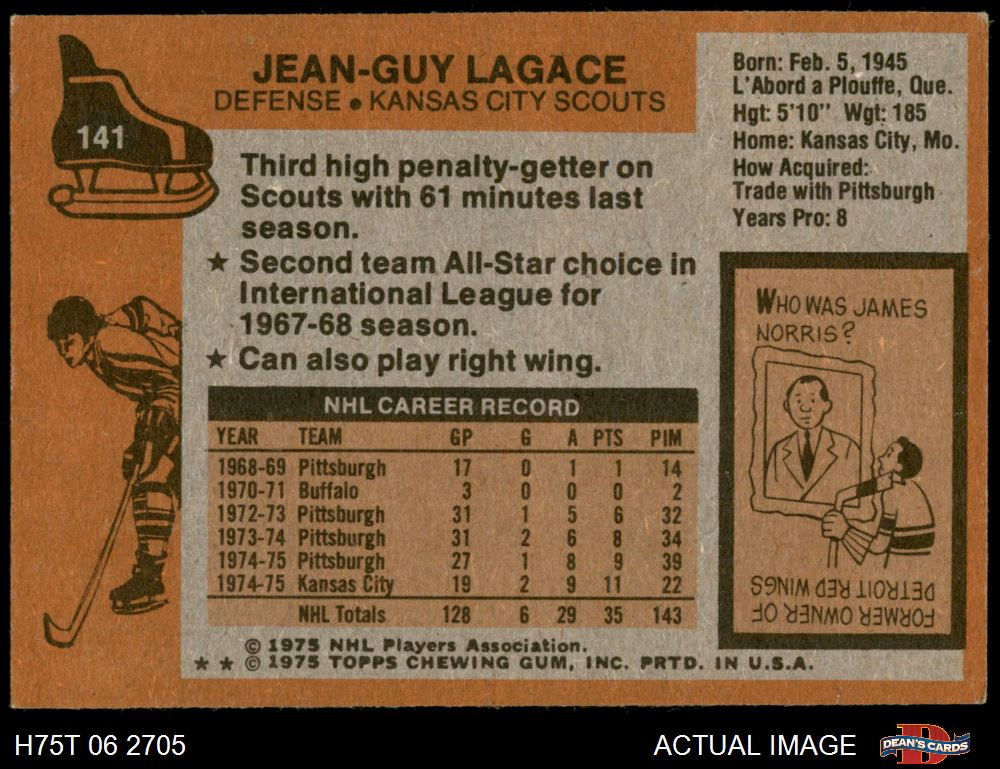 141
JEAN-GUY LAGACE
DEFENSE • KANSAS CITY SCOUTS
Born: Feb. 5, 1945
L'Abord a Plouffe, Que.
Hgt: 5'10" Wgt: 185
Home: Kansas City, Mo.
How Acquired:
Trade with Pittsburgh
Years Pro: 8
Third high penalty-getter on
Scouts with 61 minutes last
season.
★ Second team All-Star choice in
International League for
1967-68 season.
★ Can also play right wing.
NHL CAREER RECORD
YEAR TEAM GP G A PTS PIM
1968-69 Pittsburgh 17 0 1 1 14
1970-71 Buffalo 3 0 0 0 2
1972-73 Pittsburgh 31 1 5 6 32
1973-74 Pittsburgh 31 2 6 8 34
1974-75 Pittsburgh 27 1 8 9 39
1974-75 Kansas City 19 2 9 11 22
NHL Totals 128 6 29 35 143
WHO WAS JAMES
NORRIS?
FORMER OWNER OF
DETROIT RED WINGS
© 1975 NHL Players Association.
★ ★ © 1975 TOPPS CHEWING GUM, INC. PRTD. IN U.S.A.
H75T 06 2705
ACTUAL IMAGE
D
DEAN'S CARDS